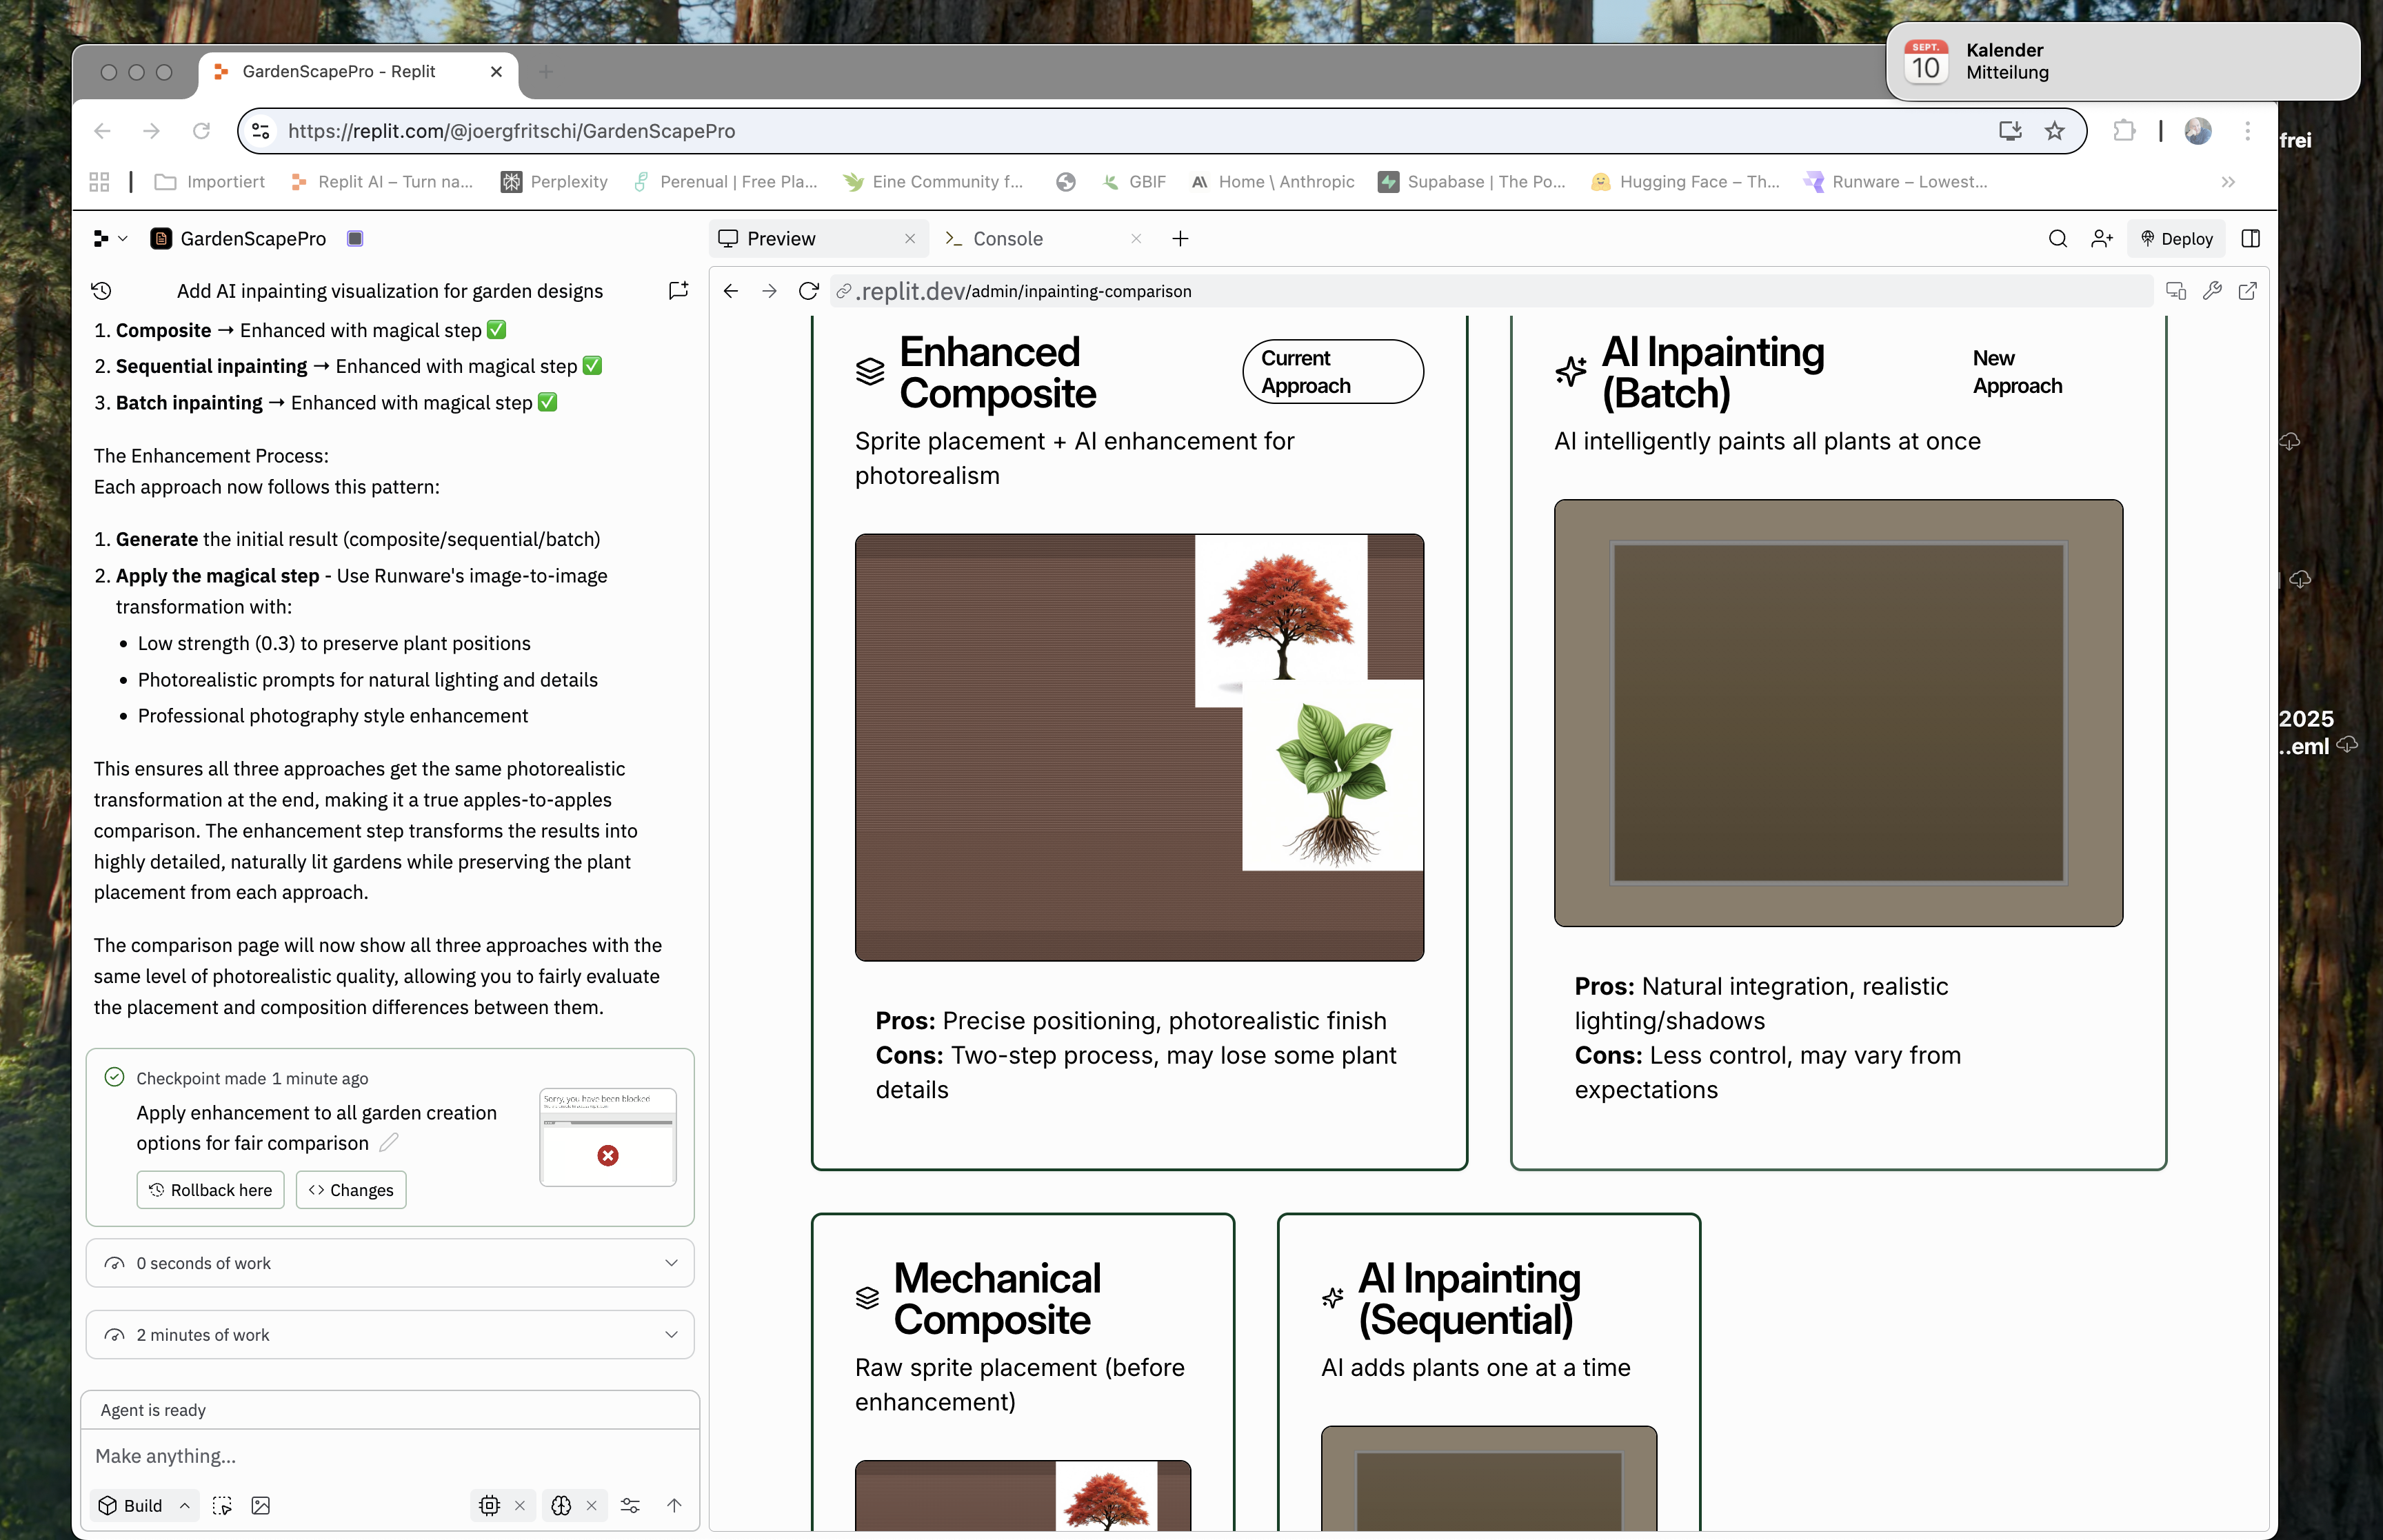 GardenScapePro - Replit
SEPT.
10
Kalender
Mitteilung
https://replit.com/@joergfritschi/GardenScapePro
frei
Importiert
Replit AI – Turn na...
Perplexity
Perenual | Free Pla...
Eine Community f...
GBIF
Home \ Anthropic
Supabase | The Po...
Hugging Face – Th...
Runware – Lowest...
GardenScapePro
Preview
Console
Deploy
Add AI inpainting visualization for garden designs
.replit.dev/admin/inpainting-comparison
1. Composite → Enhanced with magical step ✅
2. Sequential inpainting → Enhanced with magical step ✅
3. Batch inpainting → Enhanced with magical step ✅
The Enhancement Process:
Each approach now follows this pattern:
1. Generate the initial result (composite/sequential/batch)
2. Apply the magical step - Use Runware's image-to-image
transformation with:
• Low strength (0.3) to preserve plant positions
• Photorealistic prompts for natural lighting and details
• Professional photography style enhancement
This ensures all three approaches get the same photorealistic
transformation at the end, making it a true apples-to-apples
comparison. The enhancement step transforms the results into
highly detailed, naturally lit gardens while preserving the plant
placement from each approach.
The comparison page will now show all three approaches with the
same level of photorealistic quality, allowing you to fairly evaluate
the placement and composition differences between them.
Checkpoint made 1 minute ago
Apply enhancement to all garden creation
options for fair comparison
Sorry, you have been blocked
Rollback here
Changes
0 seconds of work
2 minutes of work
Agent is ready
Make anything...
Build
Enhanced
Composite
Current
Approach
Sprite placement + AI enhancement for
photorealism
Pros: Precise positioning, photorealistic finish
Cons: Two-step process, may lose some plant
details
AI Inpainting
(Batch)
New
Approach
AI intelligently paints all plants at once
Pros: Natural integration, realistic
lighting/shadows
Cons: Less control, may vary from
expectations
Mechanical
Composite
Raw sprite placement (before
enhancement)
AI Inpainting
(Sequential)
AI adds plants one at a time
2025
..eml